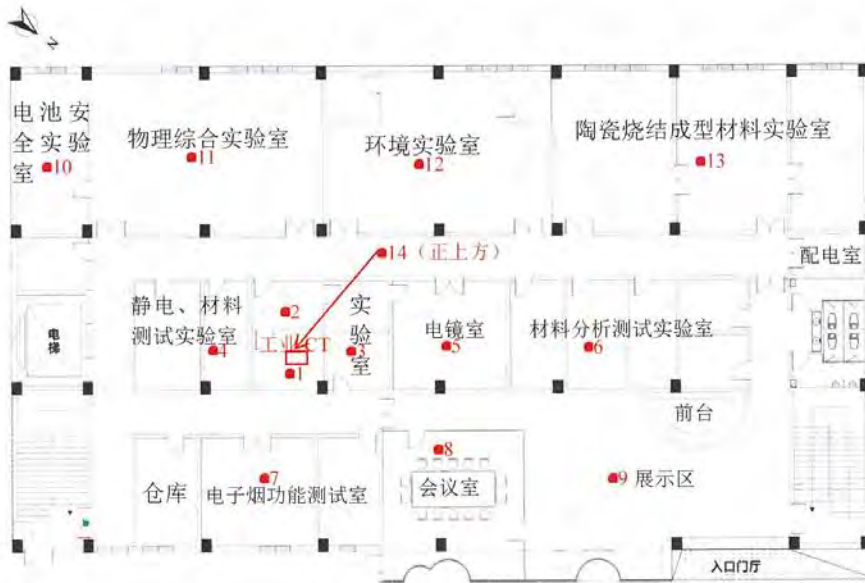 N
电池安
全实验
室
10
物理综合实验室
11
环境实验室
12
陶瓷烧结成型材料实验室
13
14（正上方）
配电室
电梯
静电、材料
测试实验室
4
2
工业CT
1
实验室
3
电镜室
5
材料分析测试实验室
6
前台
仓库
7
电子烟功能测试室
8
会议室
9 展示区
入口门厅